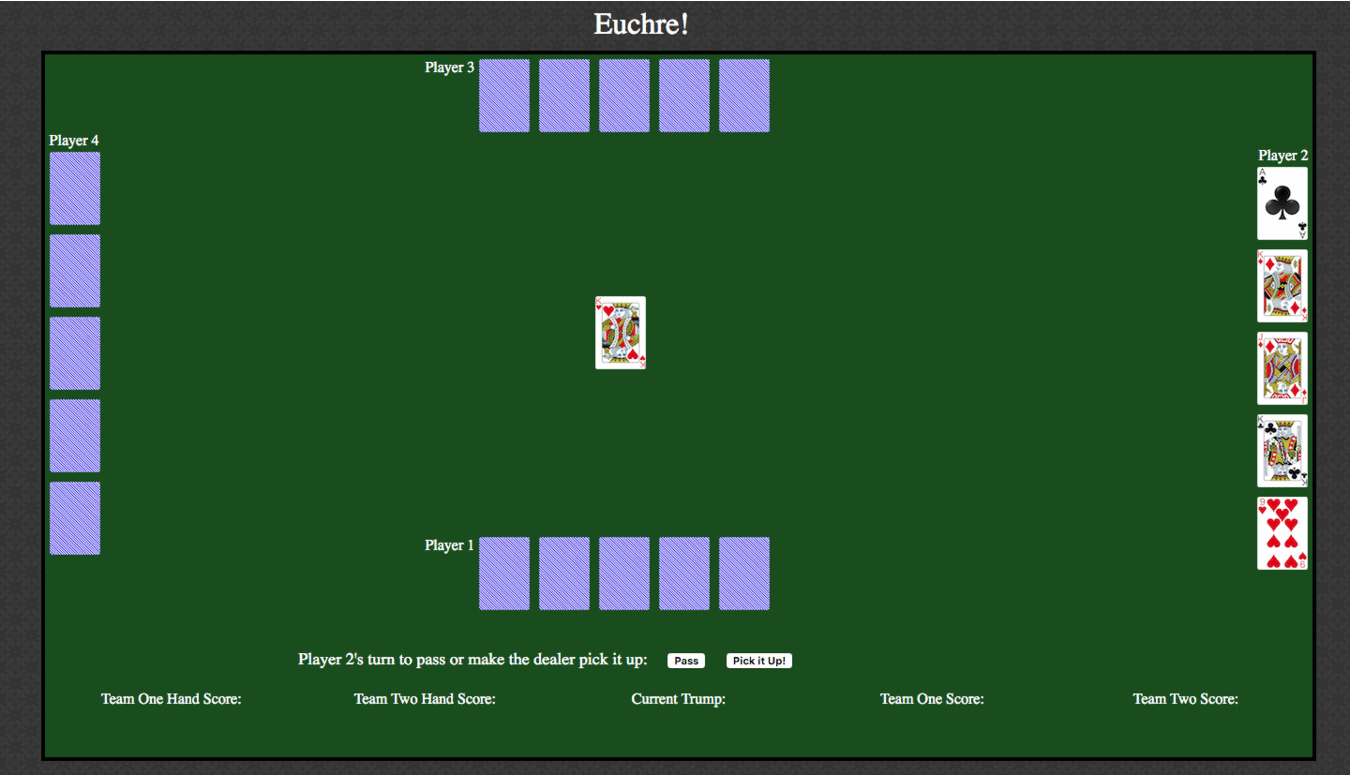 Euchre!
Player 3
Player 4
Player 2
A
A
K
K
K
K
J
J
K
K
9
9
Player 1
Player 2's turn to pass or make the dealer pick it up: Pass Pick it Up!
Team One Hand Score: Team Two Hand Score: Current Trump: Team One Score: Team Two Score: